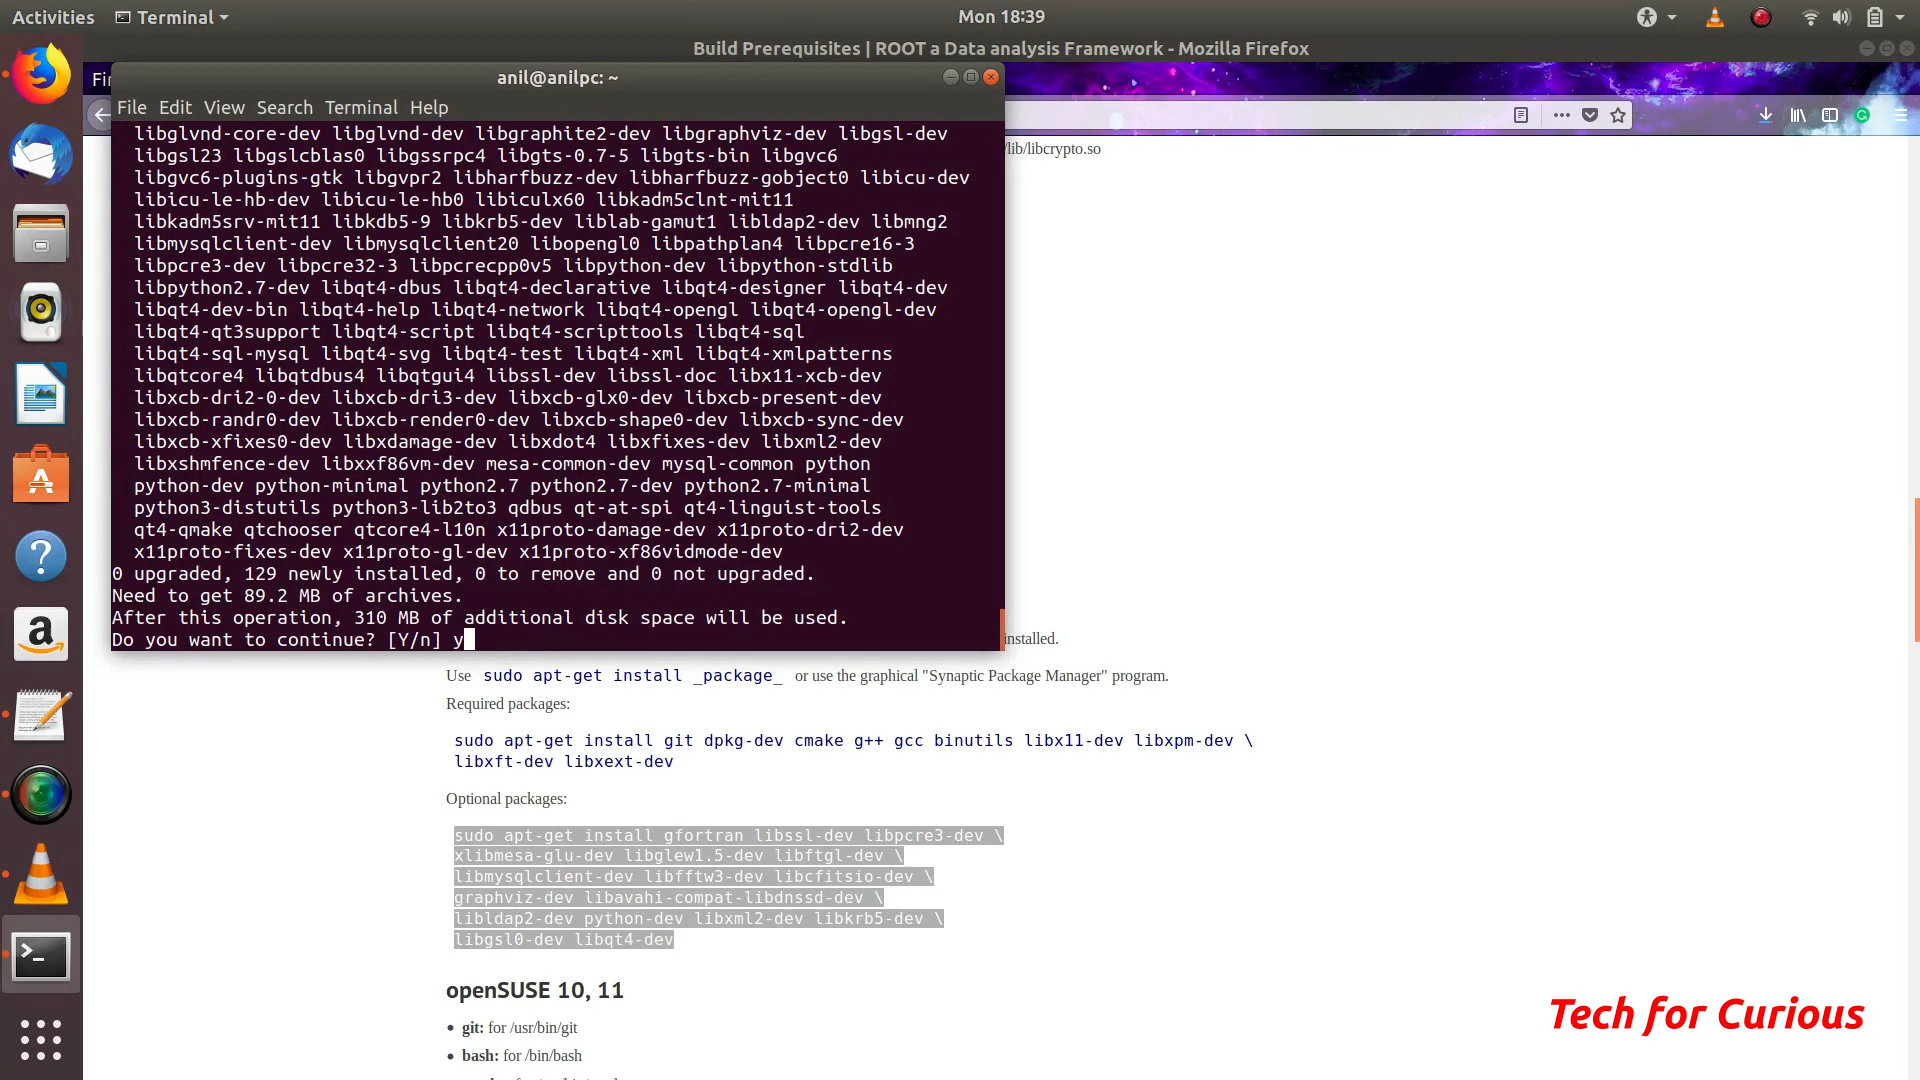 Activities Terminal Mon 18:39
Build Prerequisites | ROOT a Data analysis Framework - Mozilla Firefox
anil@anilpc: ~
File Edit View Search Terminal Help
libglvnd-core-dev libglvnd-dev libgraphite2-dev libgraphviz-dev libgsl-dev
/lib/libcrypto.so
libgsl23 libgslcblas0 libgssrpc4 libgts-0.7-5 libgts-bin libgvc6
libgvc6-plugins-gtk libgvpr2 libharfbuzz-dev libharfbuzz-gobject0 libicu-dev
libicu-le-hb-dev libicu-le-hb0 libiculx60 libkadm5clnt-mit11
libkadm5srv-mit11 libkdb5-9 libkrb5-dev liblab-gamut1 libldap2-dev libmng2
libmysqlclient-dev libmysqlclient20 libopengl0 libpathplan4 libpcre16-3
libpcre3-dev libpcre32-3 libpcrecpp0v5 libpython-dev libpython-stdlib
libpython2.7-dev libqt4-dbus libqt4-declarative libqt4-designer libqt4-dev
libqt4-dev-bin libqt4-help libqt4-network libqt4-opengl libqt4-opengl-dev
libqt4-qt3support libqt4-script libqt4-scripttools libqt4-sql
libqt4-sql-mysql libqt4-svg libqt4-test libqt4-xml libqt4-xmlpatterns
libqtcore4 libqtdbus4 libqtgui4 libssl-dev libssl-doc libx11-xcb-dev
libxcb-dri2-0-dev libxcb-dri3-dev libxcb-glx0-dev libxcb-present-dev
libxcb-randr0-dev libxcb-render0-dev libxcb-shape0-dev libxcb-sync-dev
libxcb-xfixes0-dev libxdamage-dev libxdot4 libxfixes-dev libxml2-dev
libxshmfence-dev libxxf86vm-dev mesa-common-dev mysql-common python
python-dev python-minimal python2.7 python2.7-dev python2.7-minimal
python3-distutils python3-lib2to3 qdbus qt-at-spi qt4-linguist-tools
qt4-qmake qtchooser qtcore4-l10n x11proto-damage-dev x11proto-dri2-dev
x11proto-fixes-dev x11proto-gl-dev x11proto-xf86vidmode-dev
0 upgraded, 129 newly installed, 0 to remove and 0 not upgraded.
Need to get 89.2 MB of archives.
After this operation, 310 MB of additional disk space will be used.
Do you want to continue? [Y/n] y
installed.
Use sudo apt-get install _package_ or use the graphical "Synaptic Package Manager" program.
Required packages:
sudo apt-get install git dpkg-dev cmake g++ gcc binutils libx11-dev libxpm-dev \
libxft-dev libxext-dev
Optional packages:
sudo apt-get install gfortran libssl-dev libpcre3-dev \
xlibmesa-glu-dev libglew1.5-dev libftgl-dev \
libmysqlclient-dev libfftw3-dev libcfitsio-dev \
graphviz-dev libavahi-compat-libdnssd-dev \
libldap2-dev python-dev libxml2-dev libkrb5-dev \
libgsl0-dev libqt4-dev
openSUSE 10, 11
• git: for /usr/bin/git
• bash: for /bin/bash
Tech for Curious